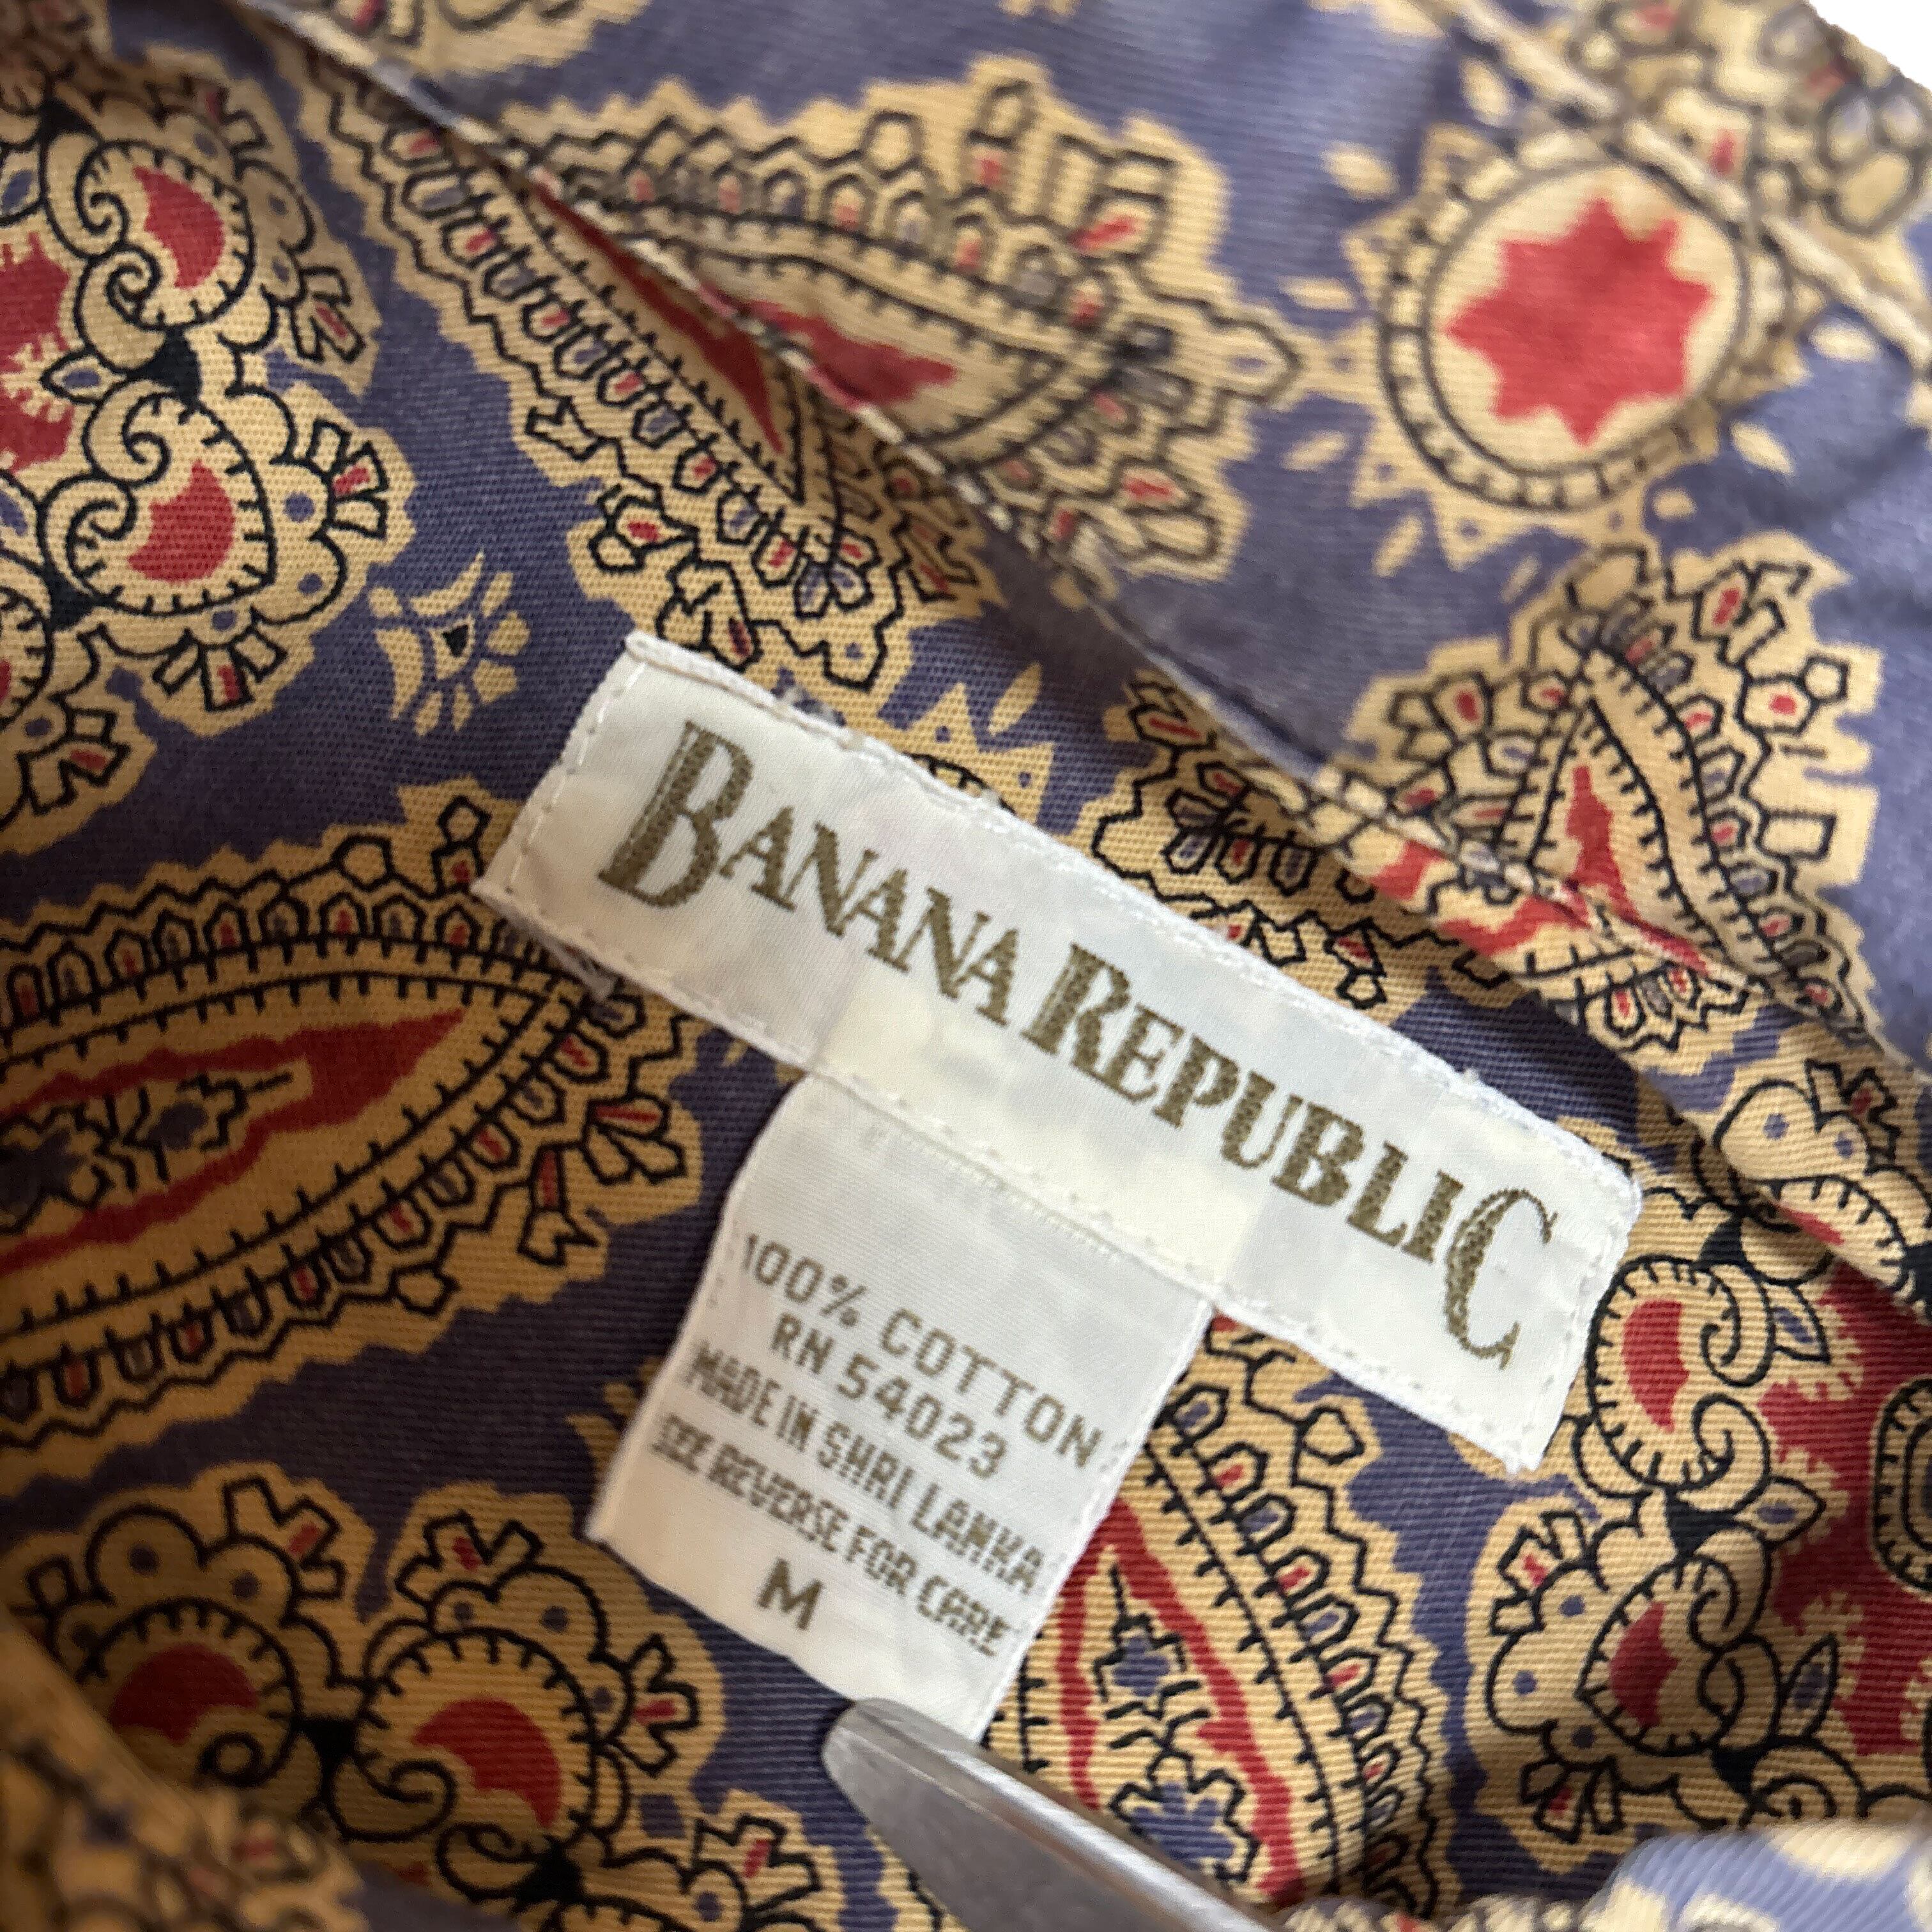 BANANA REPUBLIC
100% COTTON
RN 54023
MADE IN SHRI LANKA
SEE REVERSE FOR CARE
M